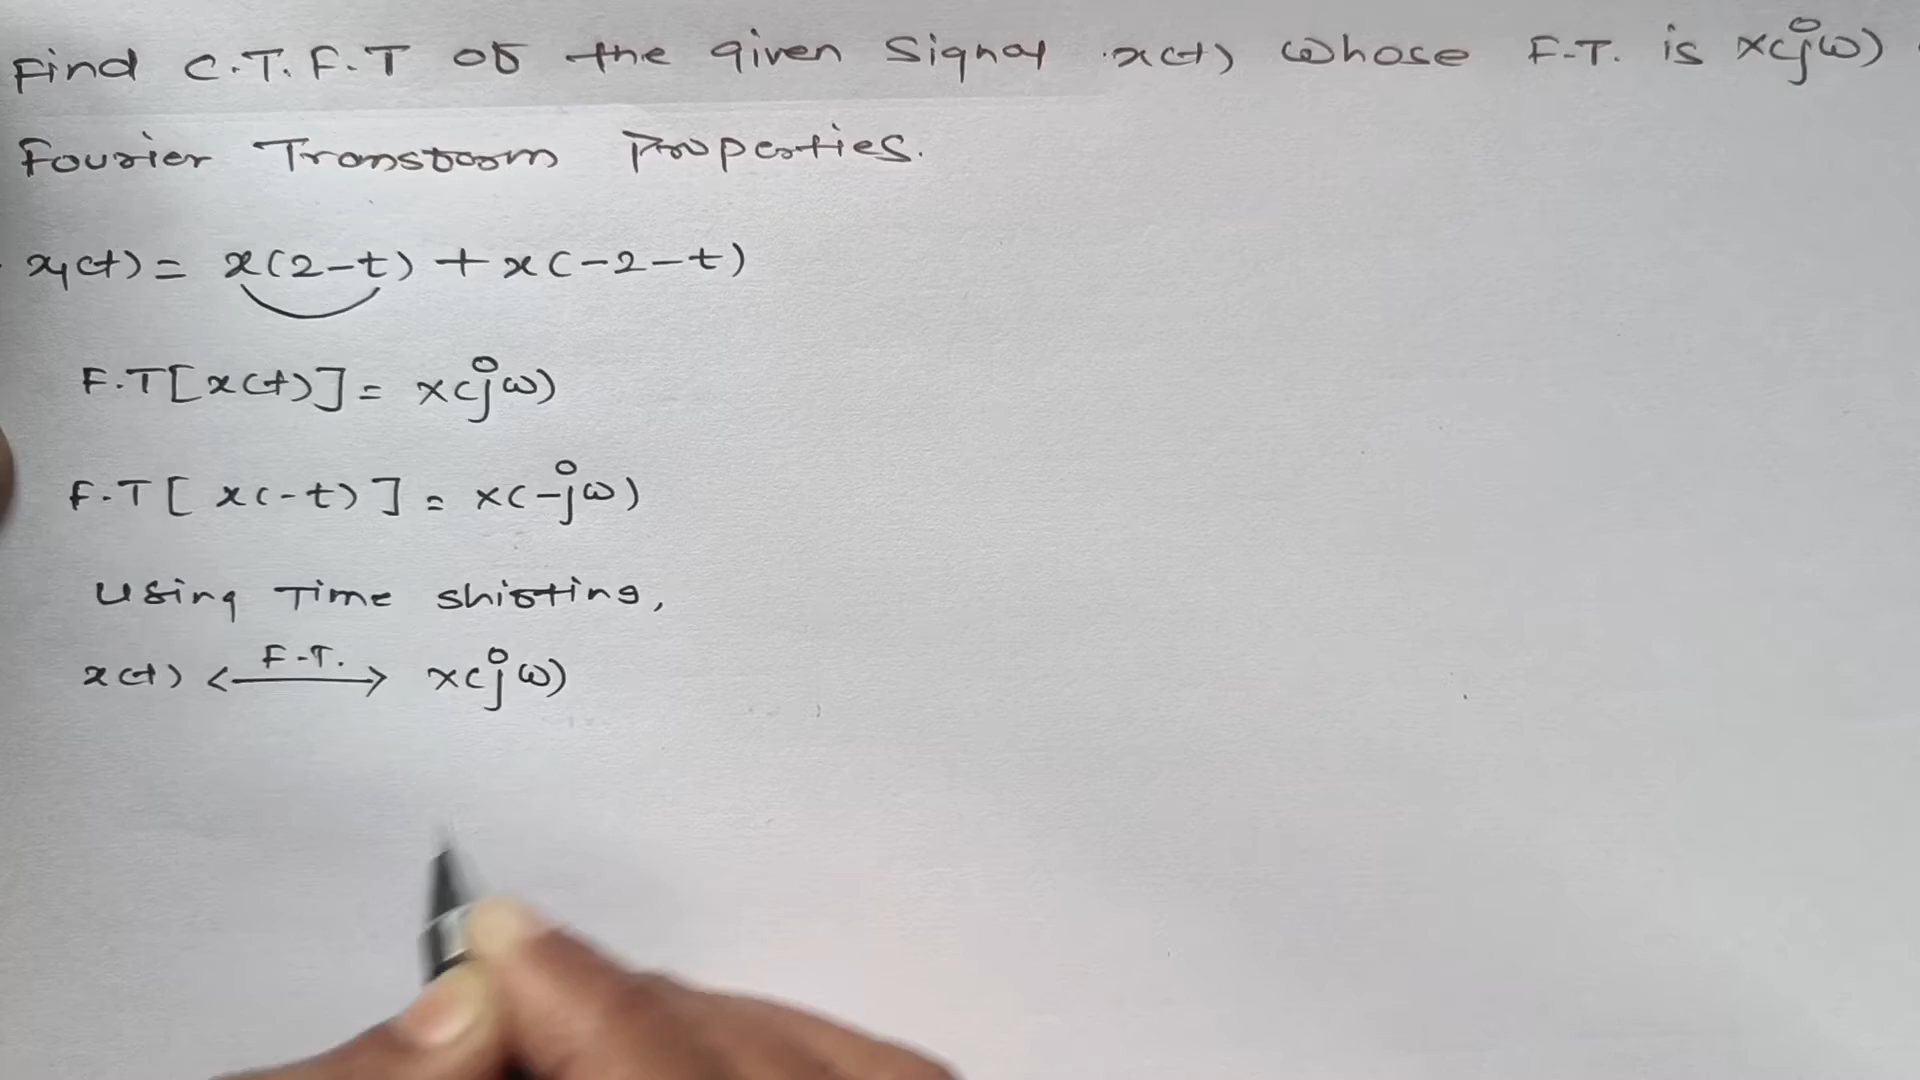 Find C.T.F.T of the given signal x(t) whose F.T. is X(jω)
Fourier Transform Properties.
x₁(t) = x(2-t) + x(-2-t)
F.T[x(t)] = X(jω)
F.T[x(-t)] = X(-jω)
Using Time shifting,
x(t) <--F.T.--> X(jω)